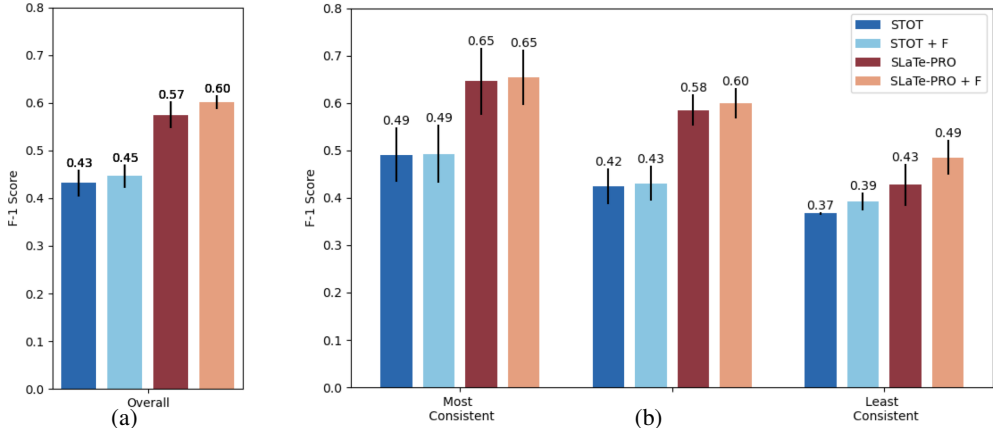 0.8
0.7
0.6
0.5
0.4
0.3
0.2
0.1
0.0
F-1 Score
0.43
0.45
0.57
0.60
Overall
(a)
0.8
0.7
0.6
0.5
0.4
0.3
0.2
0.1
0.0
F-1 Score
0.49
0.49
0.65
0.65
0.42
0.43
0.58
0.60
0.37
0.39
0.43
0.49
STOT
STOT + F
SLaTe-PRO
SLaTe-PRO + F
Most
Consistent
Least
Consistent
(b)